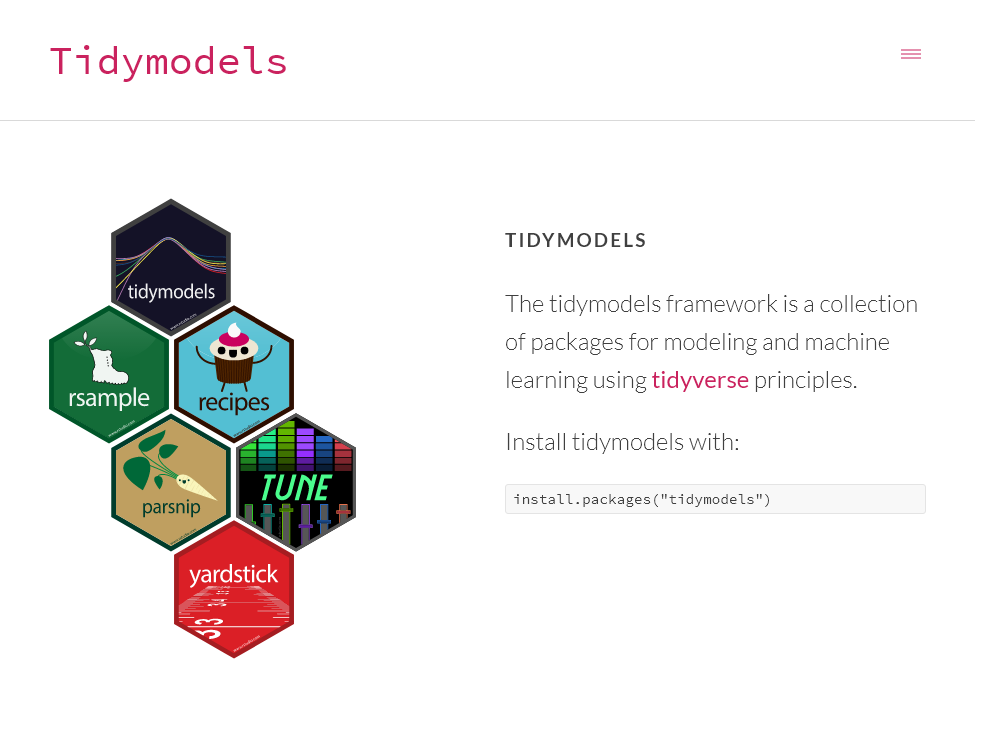 Tidymodels
tidymodels
rsample
recipes
parsnip
TUNE
yardstick
TIDYMODELS
The tidymodels framework is a collection
of packages for modeling and machine
learning using tidyverse principles.
Install tidymodels with:
install.packages("tidymodels")